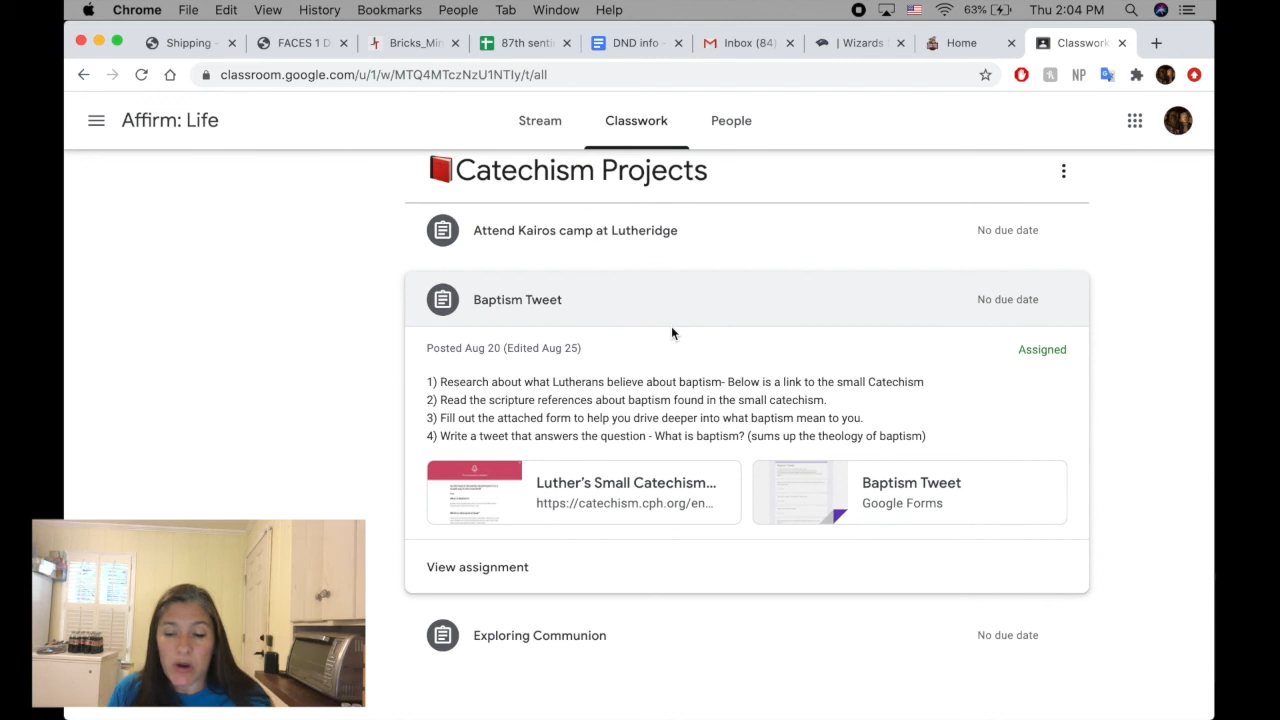 Chrome File Edit View History Bookmarks People Tab Window Help 63% Thu 2:04 PM
Shipping - FACES 1 D Bricks_Min 87th senti DND info - Inbox (84) | Wizards Home Classwork
classroom.google.com/u/1/w/MTQ4MTczNzU1NTIy/t/all
NP
Affirm: Life Stream Classwork People
Catechism Projects
Attend Kairos camp at Lutheridge No due date
Baptism Tweet No due date
Posted Aug 20 (Edited Aug 25) Assigned
1) Research about what Lutherans believe about baptism- Below is a link to the small Catechism
2) Read the scripture references about baptism found in the small catechism.
3) Fill out the attached form to help you drive deeper into what baptism mean to you.
4) Write a tweet that answers the question - What is baptism? (sums up the theology of baptism)
Luther's Small Catechism... Baptism Tweet
https://catechism.cph.org/en... Google Forms
View assignment
Exploring Communion No due date